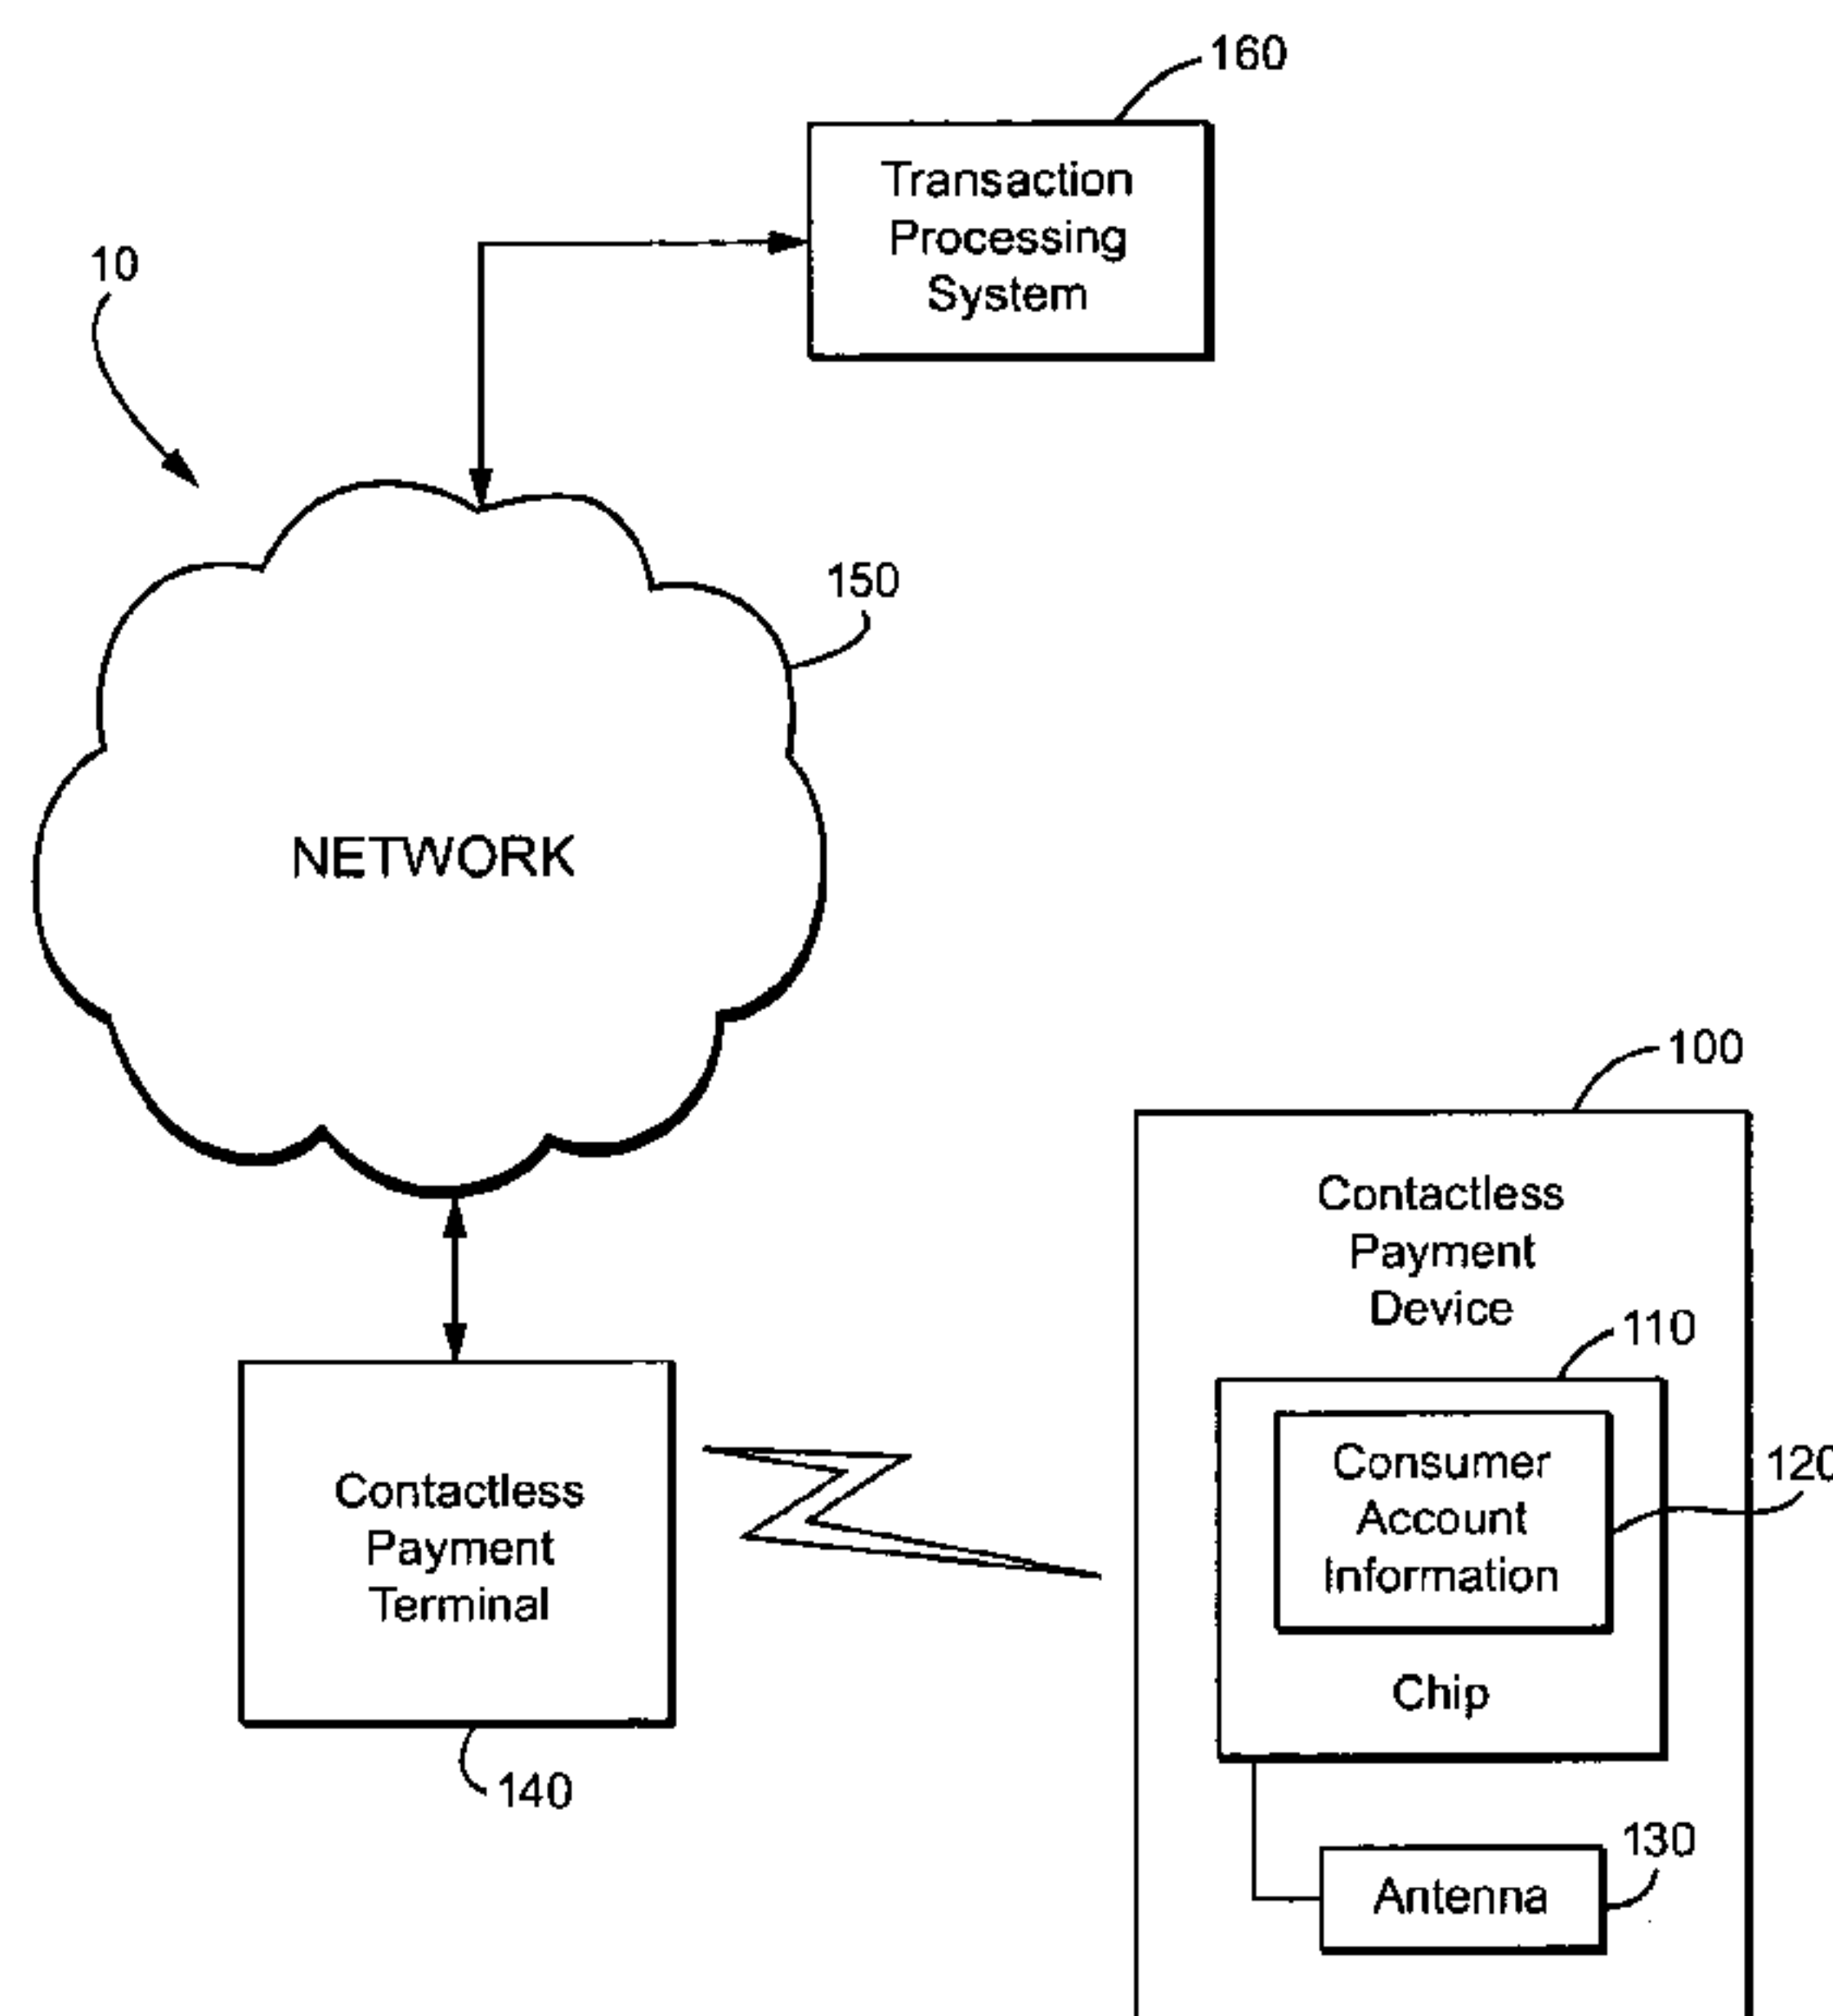 160
Transaction
Processing
System
10
150
NETWORK
100
Contactless
Payment
Device
110
Consumer
Account
Information
120
Chip
Contactless
Payment
Terminal
140
130
Antenna